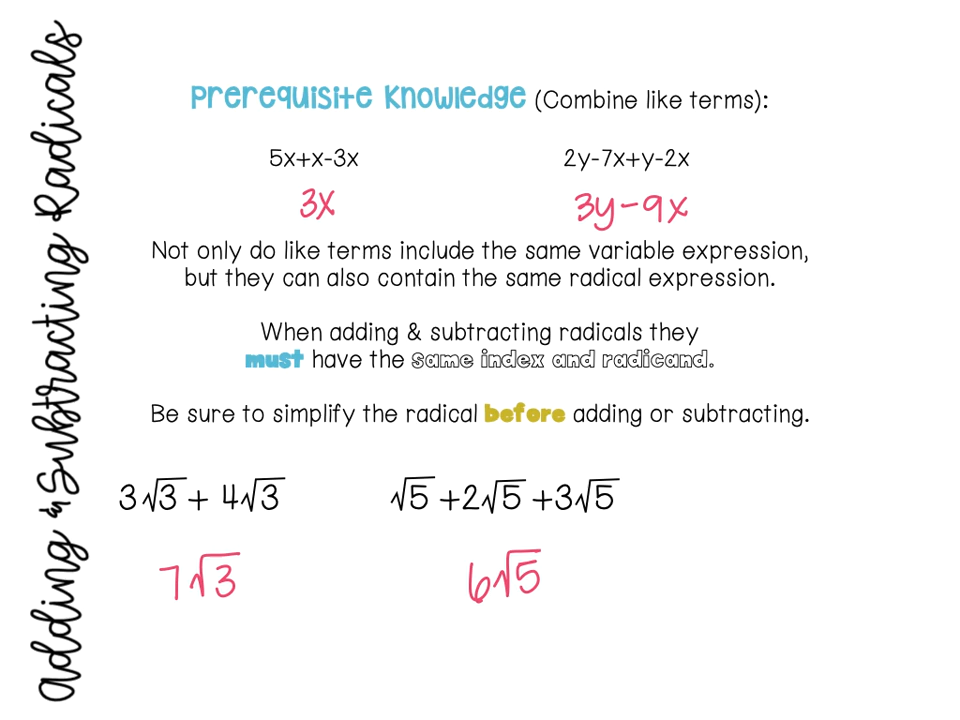 Adding & Subtracting Radicals
Prerequisite Knowledge (Combine like terms):
5x+x-3x 2y-7x+y-2x
3x 3y-9x
Not only do like terms include the same variable expression,
but they can also contain the same radical expression.
When adding & subtracting radicals they
must have the same index and radicand.
Be sure to simplify the radical before adding or subtracting.
3√3 + 4√3 √5 +2√5 +3√5
7√3 6√5